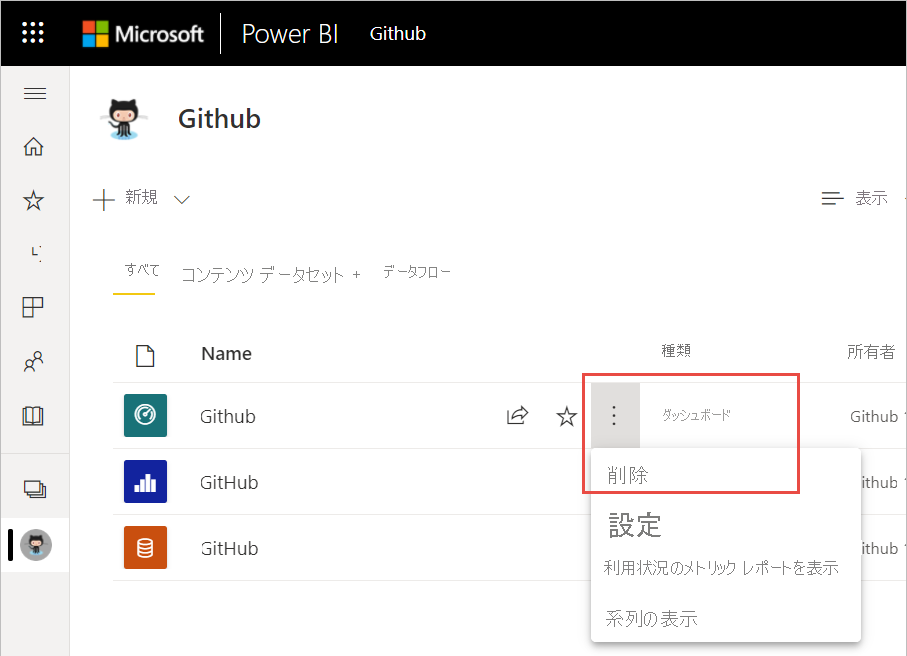 Microsoft Power BI Github
Github
新規
表示
すべて コンテンツ データセット + データフロー
Name 種類 所有者
Github ダッシュボード Github
GitHub
削除
設定
GitHub
利用状況のメトリック レポートを表示
系列の表示